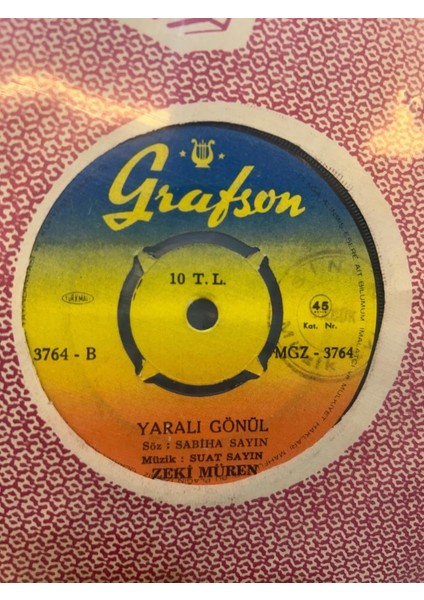 Grafson
10 T. L.
45
Kat. Nr.
3764 - B
MGZ - 3764
YARALI GÖNÜL
Söz : SABİHA SAYIN
Müzik : SUAT SAYIN
ZEKİ MÜREN